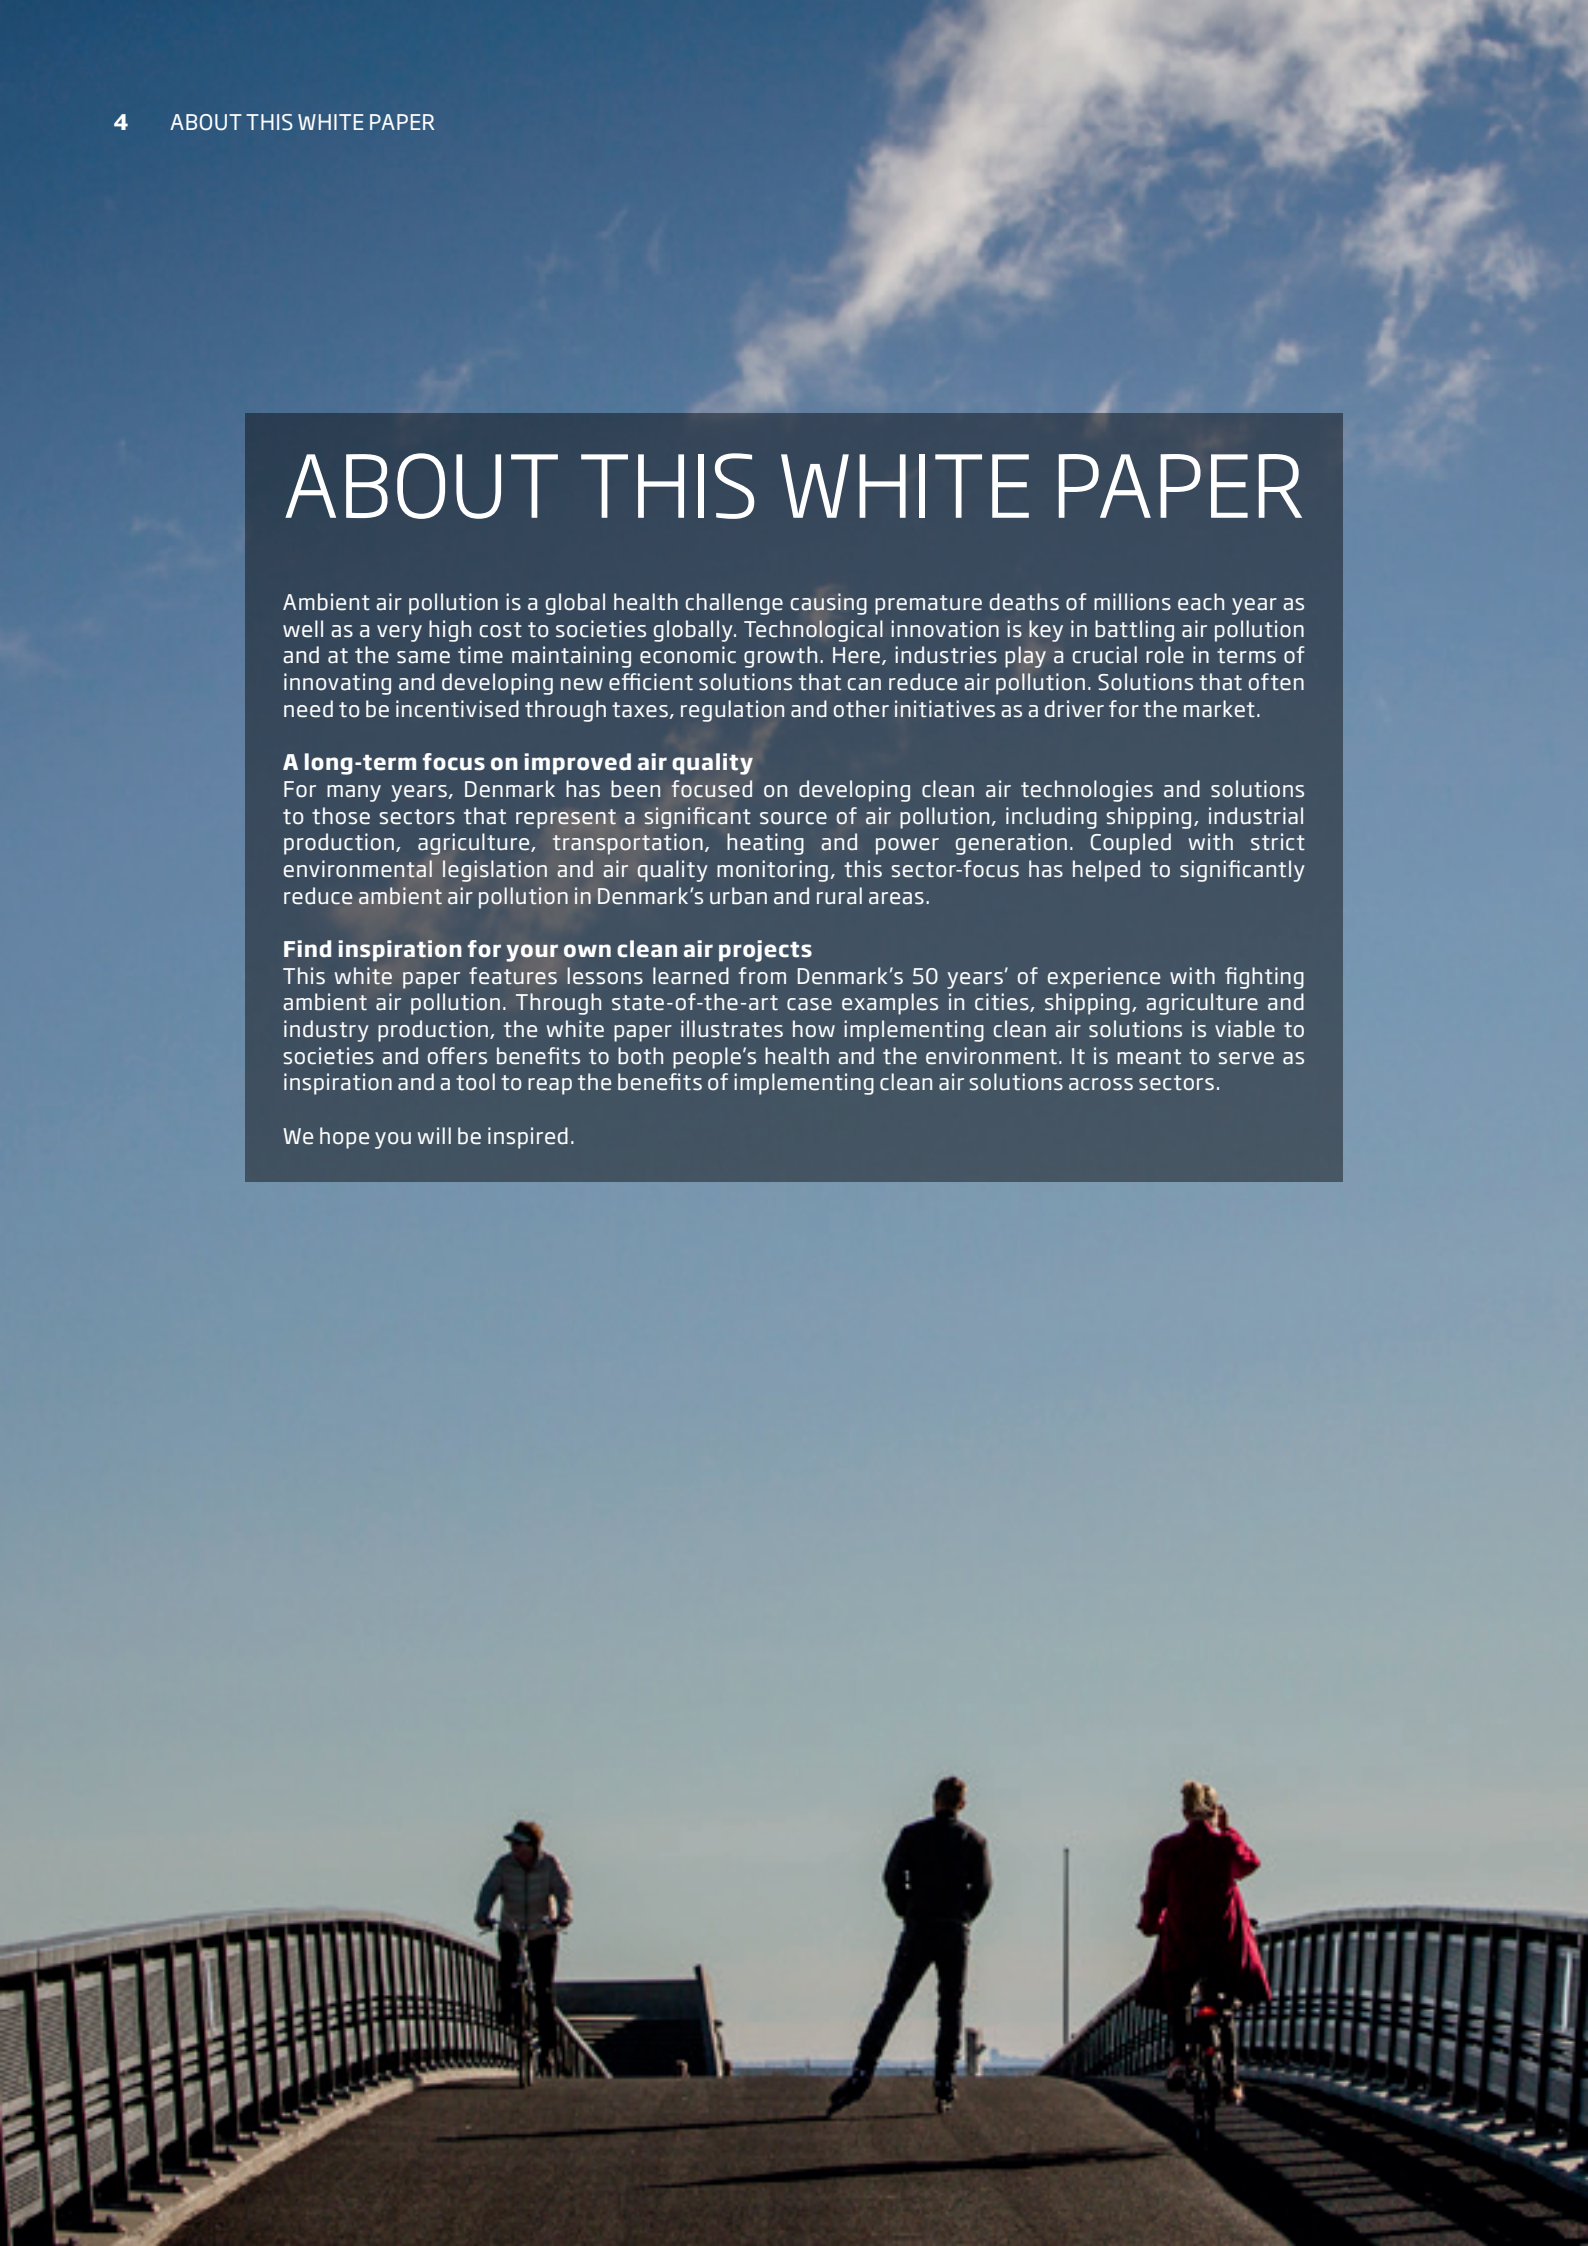 4 ABOUT THIS WHITE PAPER
ABOUT THIS WHITE PAPER
Ambient air pollution is a global health challenge causing premature deaths of millions each year as
well as a very high cost to societies globally. Technological innovation is key in battling air pollution
and at the same time maintaining economic growth. Here, industries play a crucial role in terms of
innovating and developing new efficient solutions that can reduce air pollution. Solutions that often
need to be incentivised through taxes, regulation and other initiatives as a driver for the market.
A long-term focus on improved air quality
For many years, Denmark has been focused on developing clean air technologies and solutions
to those sectors that represent a significant source of air pollution, including shipping, industrial
production, agriculture, transportation, heating and power generation. Coupled with strict
environmental legislation and air quality monitoring, this sector-focus has helped to significantly
reduce ambient air pollution in Denmark’s urban and rural areas.
Find inspiration for your own clean air projects
This white paper features lessons learned from Denmark’s 50 years’ of experience with fighting
ambient air pollution. Through state-of-the-art case examples in cities, shipping, agriculture and
industry production, the white paper illustrates how implementing clean air solutions is viable to
societies and offers benefits to both people’s health and the environment. It is meant to serve as
inspiration and a tool to reap the benefits of implementing clean air solutions across sectors.
We hope you will be inspired.